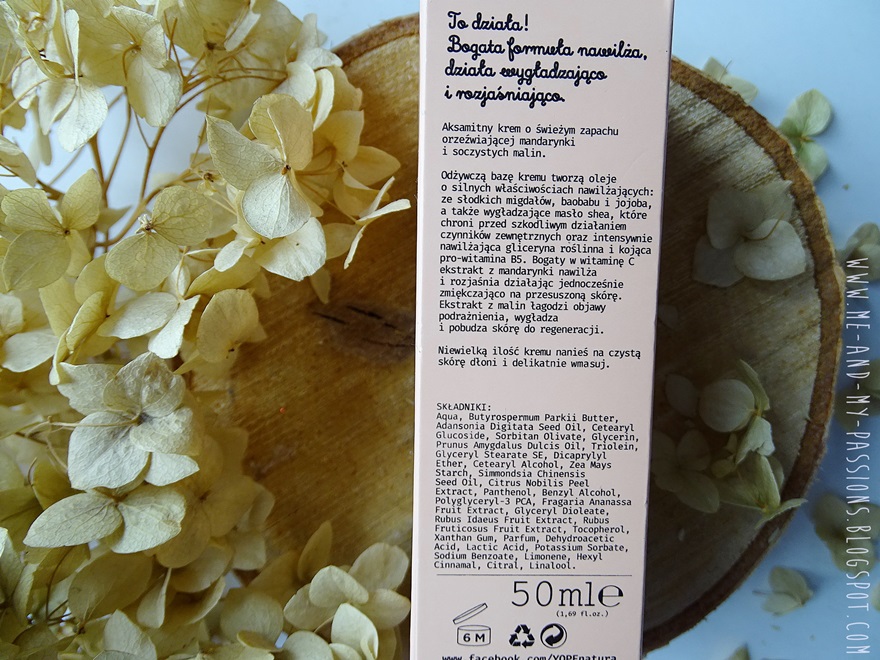 To działa!
Bogata formuła nawilża,
działa wygładzająco
i rozjaśniająco.
Aksamitny krem o świeżym zapachu
orzeźwiającej mandarynki
i soczystych malin.
Odżywczą bazę kremu tworzą oleje
o silnych właściwościach nawilżających:
ze słodkich migdałów, baobabu i jojoba,
a także wygładzające masło shea, które
chroni przed szkodliwym działaniem
czynników zewnętrznych oraz intensywnie
nawilżająca gliceryna roślinna i kojąca
pro-witamina B5. Bogaty w witaminę C
ekstrakt z mandarynki nawilża
i rozjaśnia działając jednocześnie
zmiękczająco na przesuszoną skórę.
Ekstrakt z malin łagodzi objawy
podrażnienia, wygładza
i pobudza skórę do regeneracji.
Niewielką ilość kremu nanieś na czystą
skórę dłoni i delikatnie wmasuj.
SKŁADNIKI:
Aqua, Butyrospermum Parkii Butter,
Adansonia Digitata Seed Oil, Cetearyl
Glucoside, Sorbitan Olivate, Glycerin,
Prunus Amygdalus Dulcis Oil, Triolein,
Glyceryl Stearate SE, Dicaprylyl
Ether, Cetearyl Alcohol, Zea Mays
Starch, Simmondsia Chinensis
Seed Oil, Citrus Nobilis Peel
Extract, Panthenol, Benzyl Alcohol,
Polyglyceryl-3 PCA, Fragaria Ananassa
Fruit Extract, Glyceryl Dioleate,
Rubus Idaeus Fruit Extract, Rubus
Fruticosus Fruit Extract, Tocopherol,
Xanthan Gum, Parfum, Dehydroacetic
Acid, Lactic Acid, Potassium Sorbate,
Sodium Benzoate, Limonene, Hexyl
Cinnamal, Citral, Linalool.
50mle
(1,69 fl.oz.)
6 M
www.facebook.com/YOPEnatura
WWW.ME-AND-MY-PASSIONS.BLOGSPOT.COM